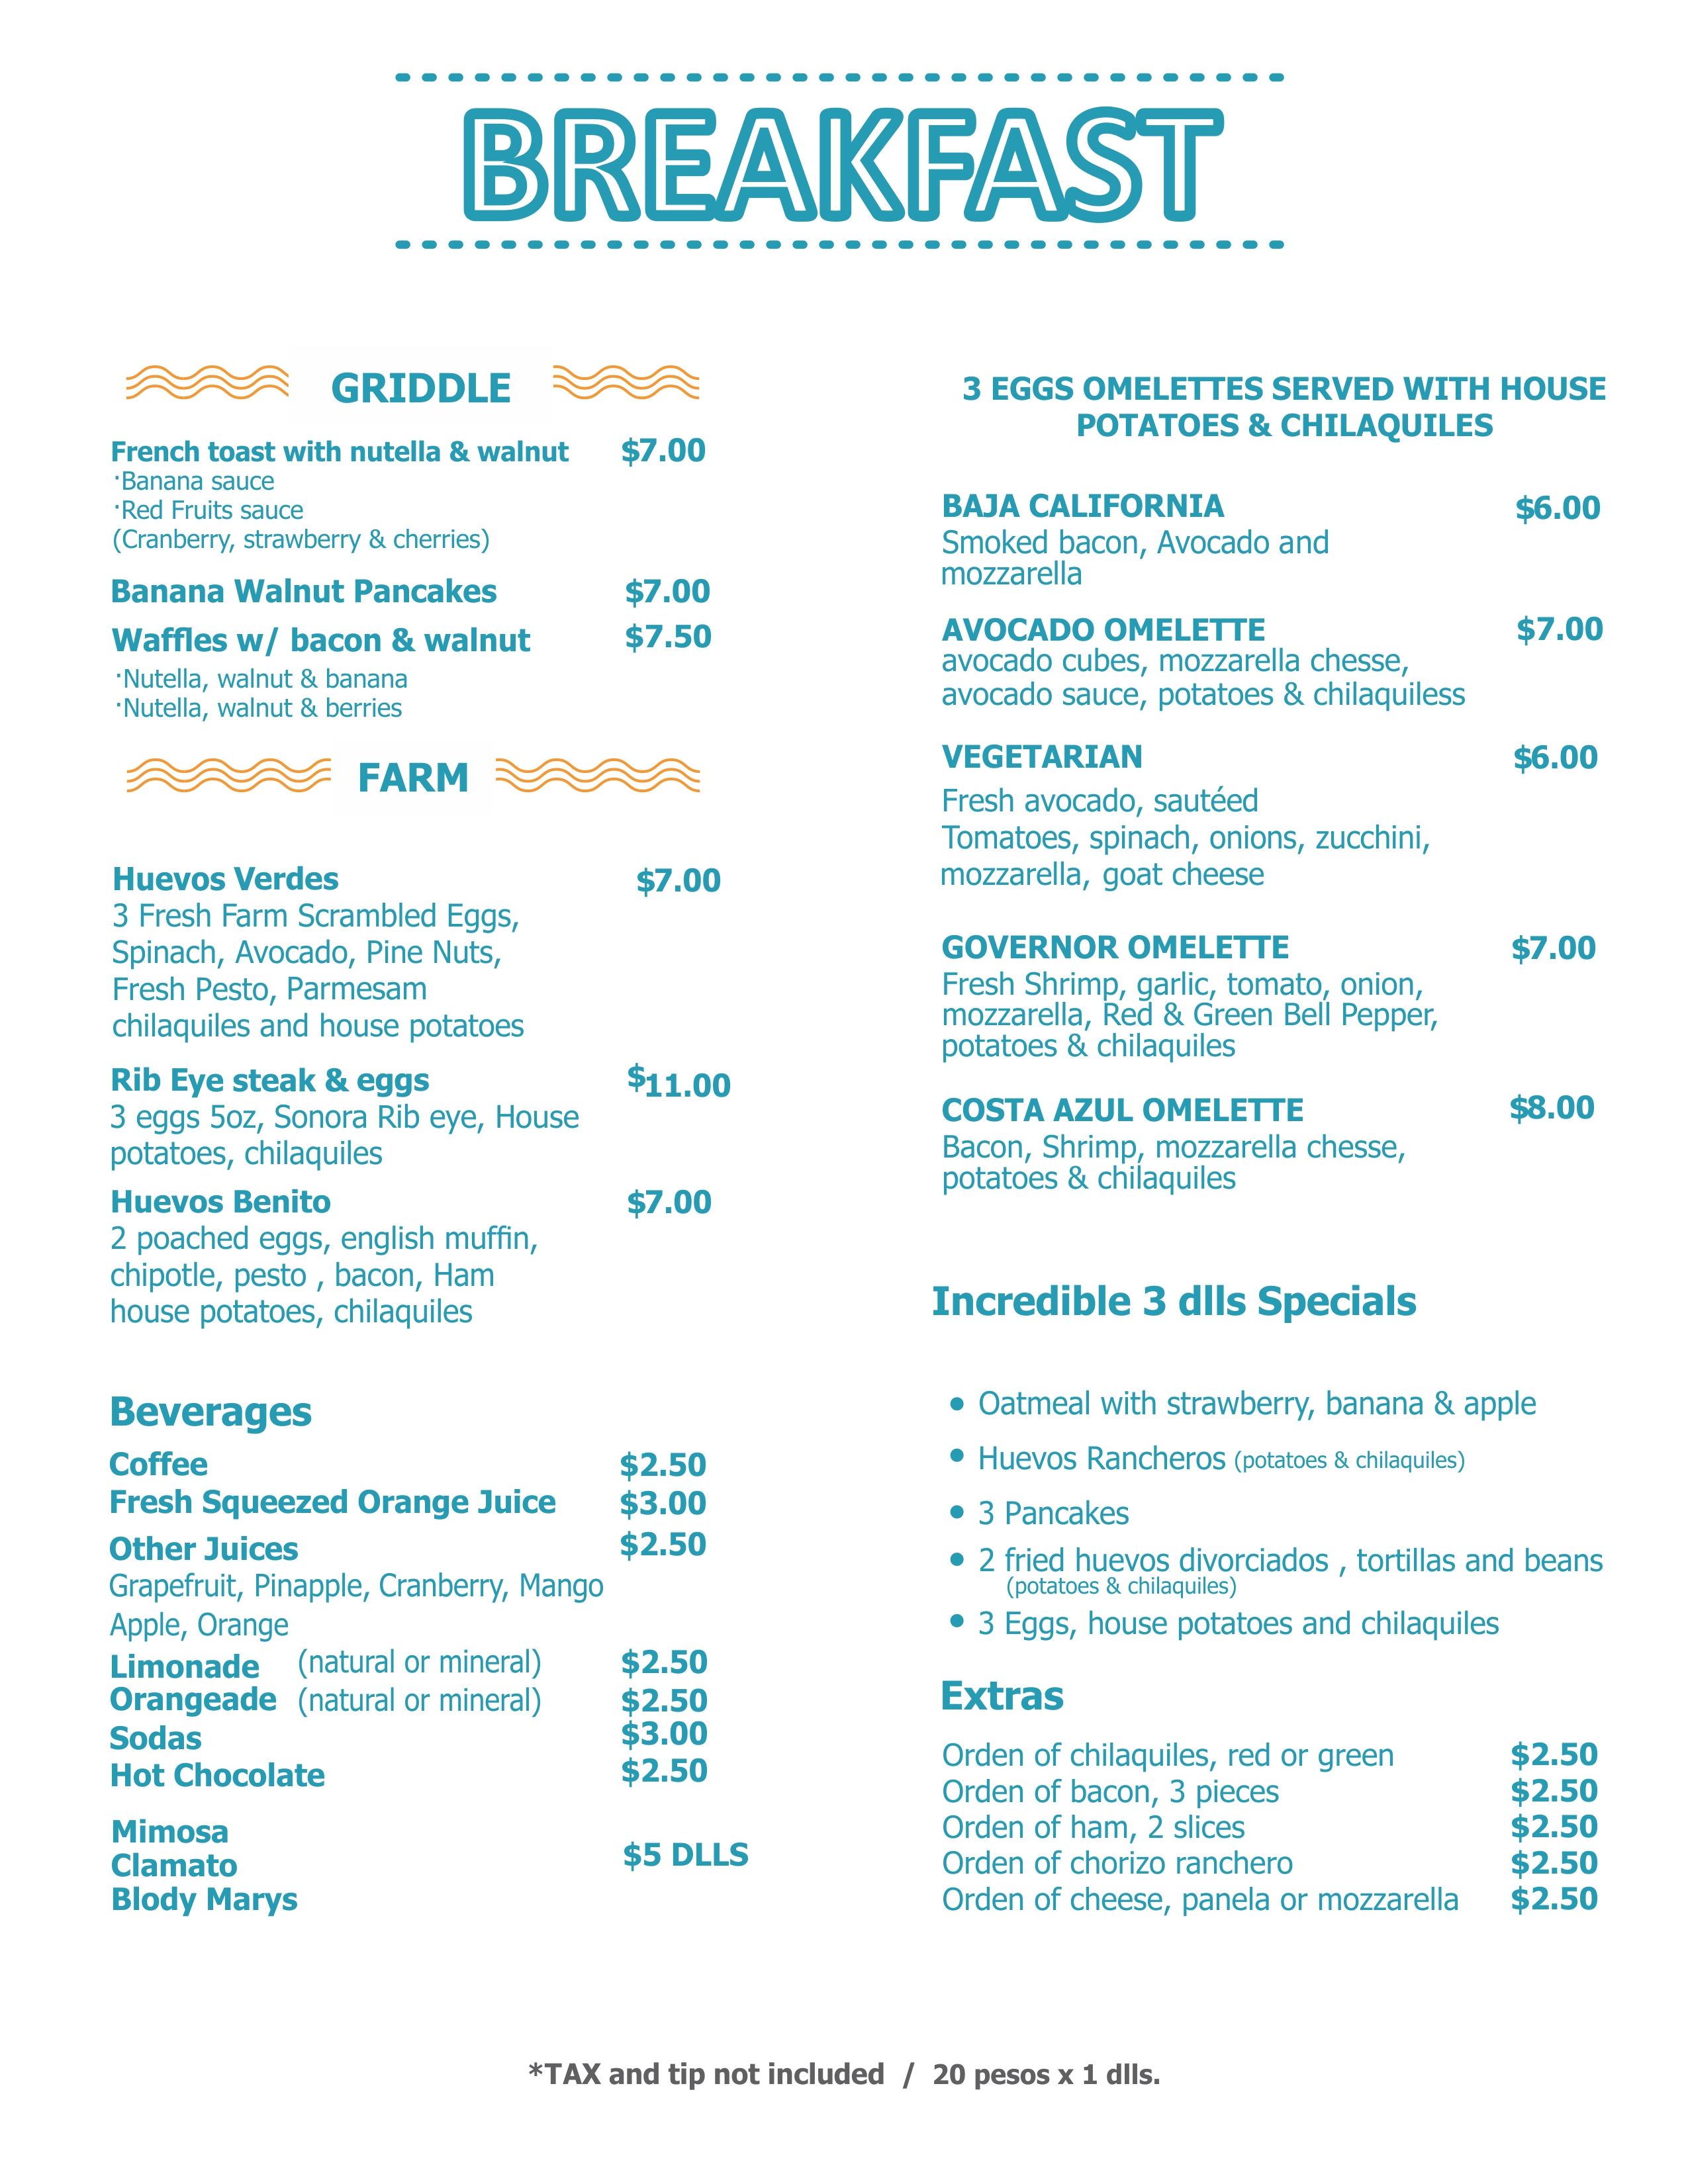 BREAKFAST
GRIDDLE
French toast with nutella & walnut $7.00
·Banana sauce
·Red Fruits sauce
(Cranberry, strawberry & cherries)
Banana Walnut Pancakes $7.00
Waffles w/ bacon & walnut $7.50
·Nutella, walnut & banana
·Nutella, walnut & berries
FARM
Huevos Verdes $7.00
3 Fresh Farm Scrambled Eggs,
Spinach, Avocado, Pine Nuts,
Fresh Pesto, Parmesam
chilaquiles and house potatoes
Rib Eye steak & eggs $11.00
3 eggs 5oz, Sonora Rib eye, House
potatoes, chilaquiles
Huevos Benito $7.00
2 poached eggs, english muffin,
chipotle, pesto , bacon, Ham
house potatoes, chilaquiles
Beverages
Coffee $2.50
Fresh Squeezed Orange Juice $3.00
Other Juices $2.50
Grapefruit, Pinapple, Cranberry, Mango
Apple, Orange
Limonade (natural or mineral) $2.50
Orangeade (natural or mineral) $2.50
Sodas $3.00
Hot Chocolate $2.50
Mimosa
Clamato $5 DLLS
Blody Marys
3 EGGS OMELETTES SERVED WITH HOUSE
POTATOES & CHILAQUILES
BAJA CALIFORNIA $6.00
Smoked bacon, Avocado and
mozzarella
AVOCADO OMELETTE $7.00
avocado cubes, mozzarella chesse,
avocado sauce, potatoes & chilaquiless
VEGETARIAN $6.00
Fresh avocado, sautéed
Tomatoes, spinach, onions, zucchini,
mozzarella, goat cheese
GOVERNOR OMELETTE $7.00
Fresh Shrimp, garlic, tomato, onion,
mozzarella, Red & Green Bell Pepper,
potatoes & chilaquiles
COSTA AZUL OMELETTE $8.00
Bacon, Shrimp, mozzarella chesse,
potatoes & chilaquiles
Incredible 3 dlls Specials
• Oatmeal with strawberry, banana & apple
• Huevos Rancheros (potatoes & chilaquiles)
• 3 Pancakes
• 2 fried huevos divorciados , tortillas and beans
(potatoes & chilaquiles)
• 3 Eggs, house potatoes and chilaquiles
Extras
Orden of chilaquiles, red or green $2.50
Orden of bacon, 3 pieces $2.50
Orden of ham, 2 slices $2.50
Orden of chorizo ranchero $2.50
Orden of cheese, panela or mozzarella $2.50
*TAX and tip not included / 20 pesos x 1 dlls.